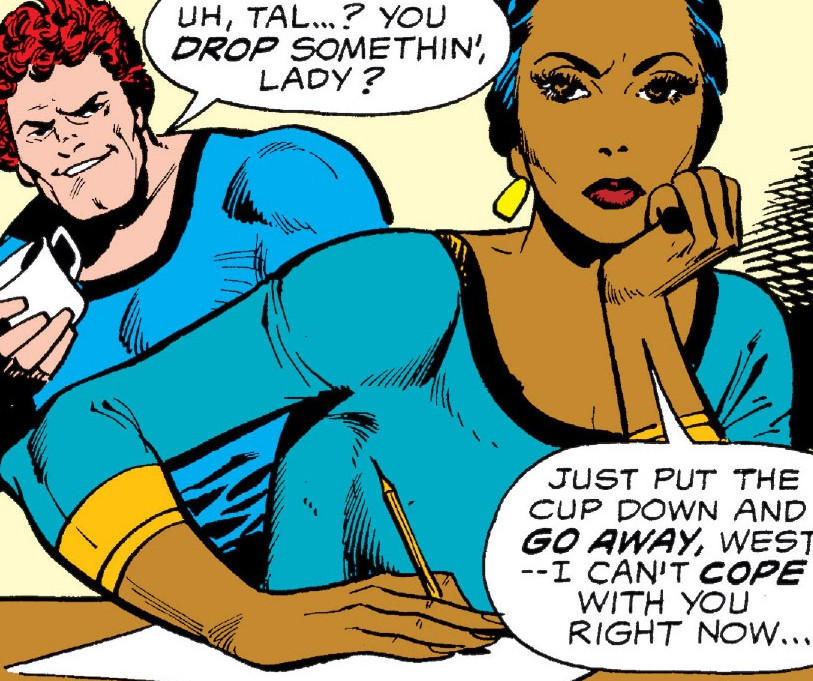 UH, TAL...? YOU
DROP SOMETHIN',
LADY?
JUST PUT THE
CUP DOWN AND
GO AWAY, WEST
--I CAN'T COPE
WITH YOU
RIGHT NOW...